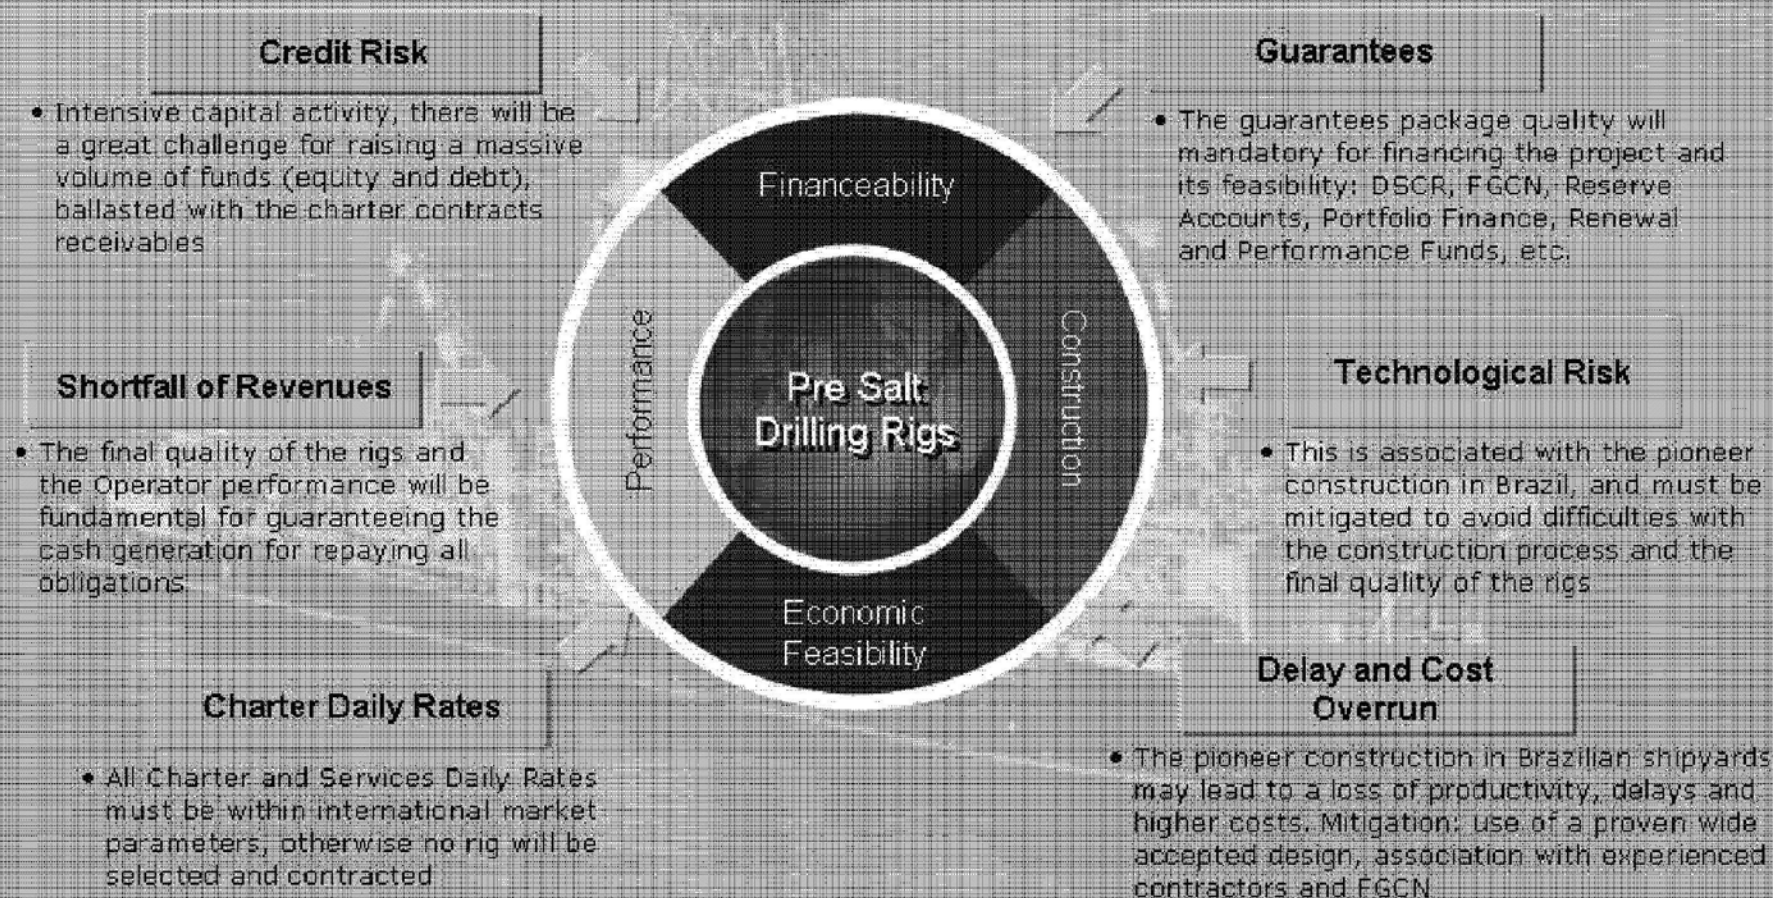 Credit Risk
• Intensive capital activity, there will be
a great challenge for raising a massive
volume of funds (equity and debt),
ballasted with the charter contracts
receivables
Guarantees
• The guarantees package quality will
mandatory for financing the project and
its feasibility: DSCR, FGCN, Reserve
Accounts, Portfolio Finance, Renewal
and Performance Funds, etc.
Financeability
Performance
Construction
Pre Salt
Drilling Rigs
Economic
Feasibility
Shortfall of Revenues
• The final quality of the rigs and
the Operator performance will be
fundamental for guaranteeing the
cash generation for repaying all
obligations
Technological Risk
• This is associated with the pioneer
construction in Brazil, and must be
mitigated to avoid difficulties with
the construction process and the
final quality of the rigs
Charter Daily Rates
• All Charter and Services Daily Rates
must be within international market
parameters, otherwise no rig will be
selected and contracted
Delay and Cost
Overrun
• The pioneer construction in Brazilian shipyards
may lead to a loss of productivity, delays and
higher costs. Mitigation: use of a proven wide
accepted design, association with experienced
contractors and FGCN